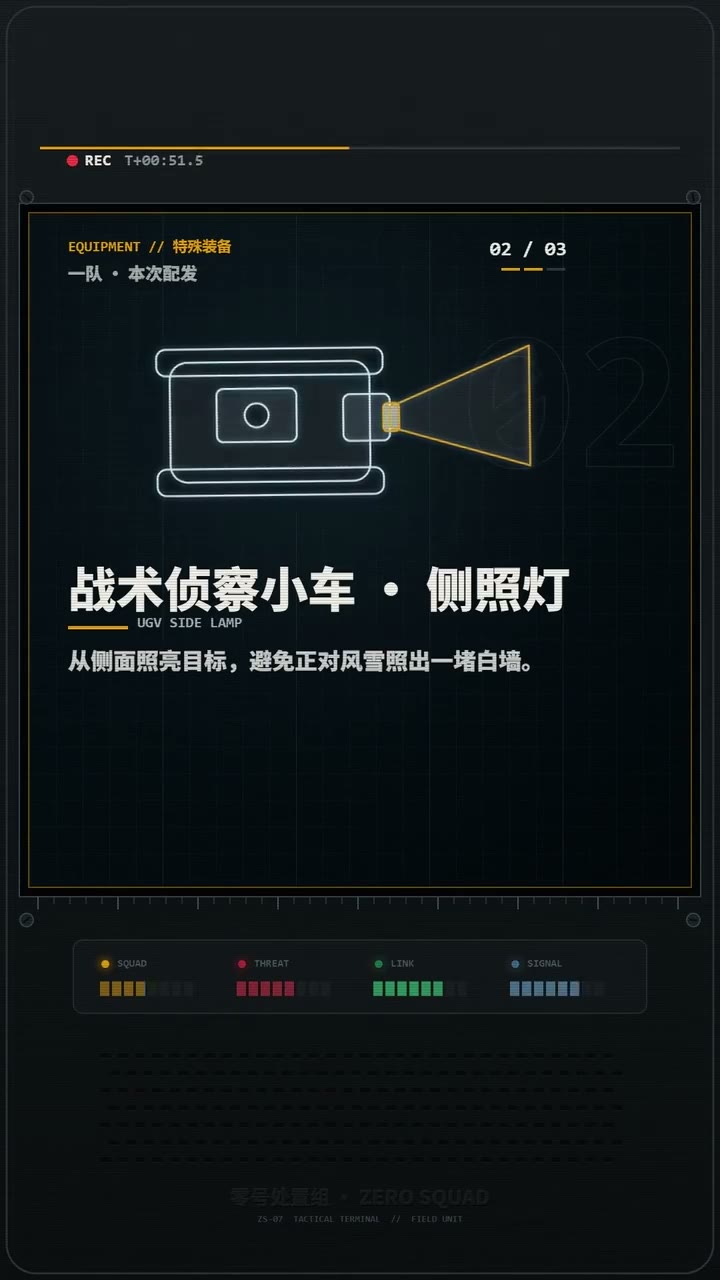 REC T+00:51.5
EQUIPMENT // 特殊装备
02 / 03
一队 • 本次配发
02
战术侦察小车 • 侧照灯
UGV SIDE LAMP
从侧面照亮目标，避免正对风雪照出一堵白墙。
SQUAD
THREAT
LINK
SIGNAL
零号处置组 • ZERO SQUAD
ZS-07 TACTICAL TERMINAL // FIELD UNIT